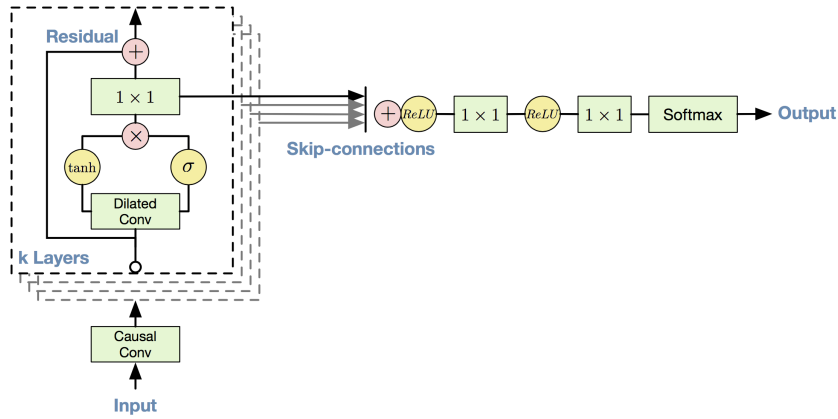 Residual
+
1 × 1
×
tanh
σ
Dilated
Conv
k Layers
Causal
Conv
Input
+
ReLU
1 × 1
ReLU
1 × 1
Softmax
Output
Skip-connections